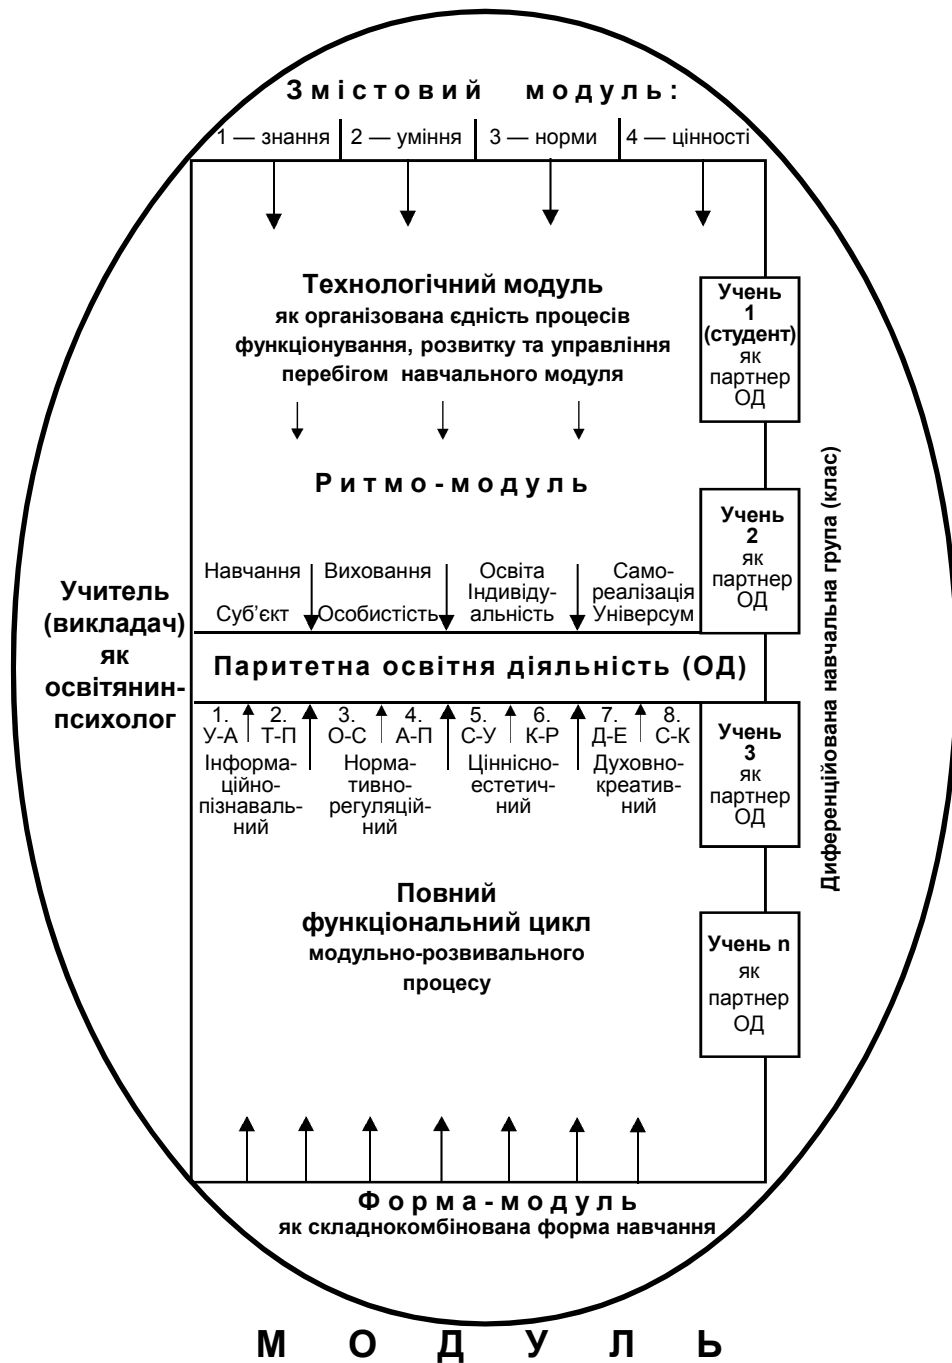 Змістовий модуль:
1 — знання 2 — уміння 3 — норми 4 — цінності
Технологічний модуль
як організована єдність процесів
функціонування, розвитку та управління
перебігом навчального модуля
Ритмо-модуль
Навчання Виховання Освіта Само-
Індивіду- реалізація
Суб’єкт Особистість альність Універсум
Учитель
(викладач)
як
освітянин-
психолог
Паритетна освітня діяльність (ОД)
1. 2. 3. 4. 5. 6. 7. 8.
У-А Т-П О-С А-П С-У К-Р Д-Е С-К
Інформа-
ційно-
пізнаваль-
ний
Норма-
тивно-
регуляцій-
ний
Ціннісно-
естетич-
ний
Духовно-
креатив-
ний
Повний
функціональний цикл
модульно-розвивального
процесу
Учень
1
(студент)
як
партнер
ОД
Учень
2
як
партнер
ОД
Учень
3
як
партнер
ОД
Учень n
як
партнер
ОД
Диференційована навчальна група (клас)
Форма-модуль
як складнокомбінована форма навчання
МОДУЛЬ